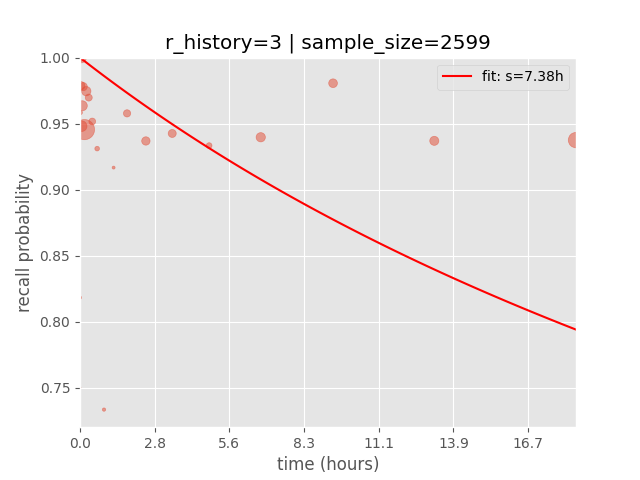 r_history=3 | sample_size=2599
fit: s=7.38h
recall probability
1.00
0.95
0.90
0.85
0.80
0.75
0.0 2.8 5.6 8.3 11.1 13.9 16.7
time (hours)